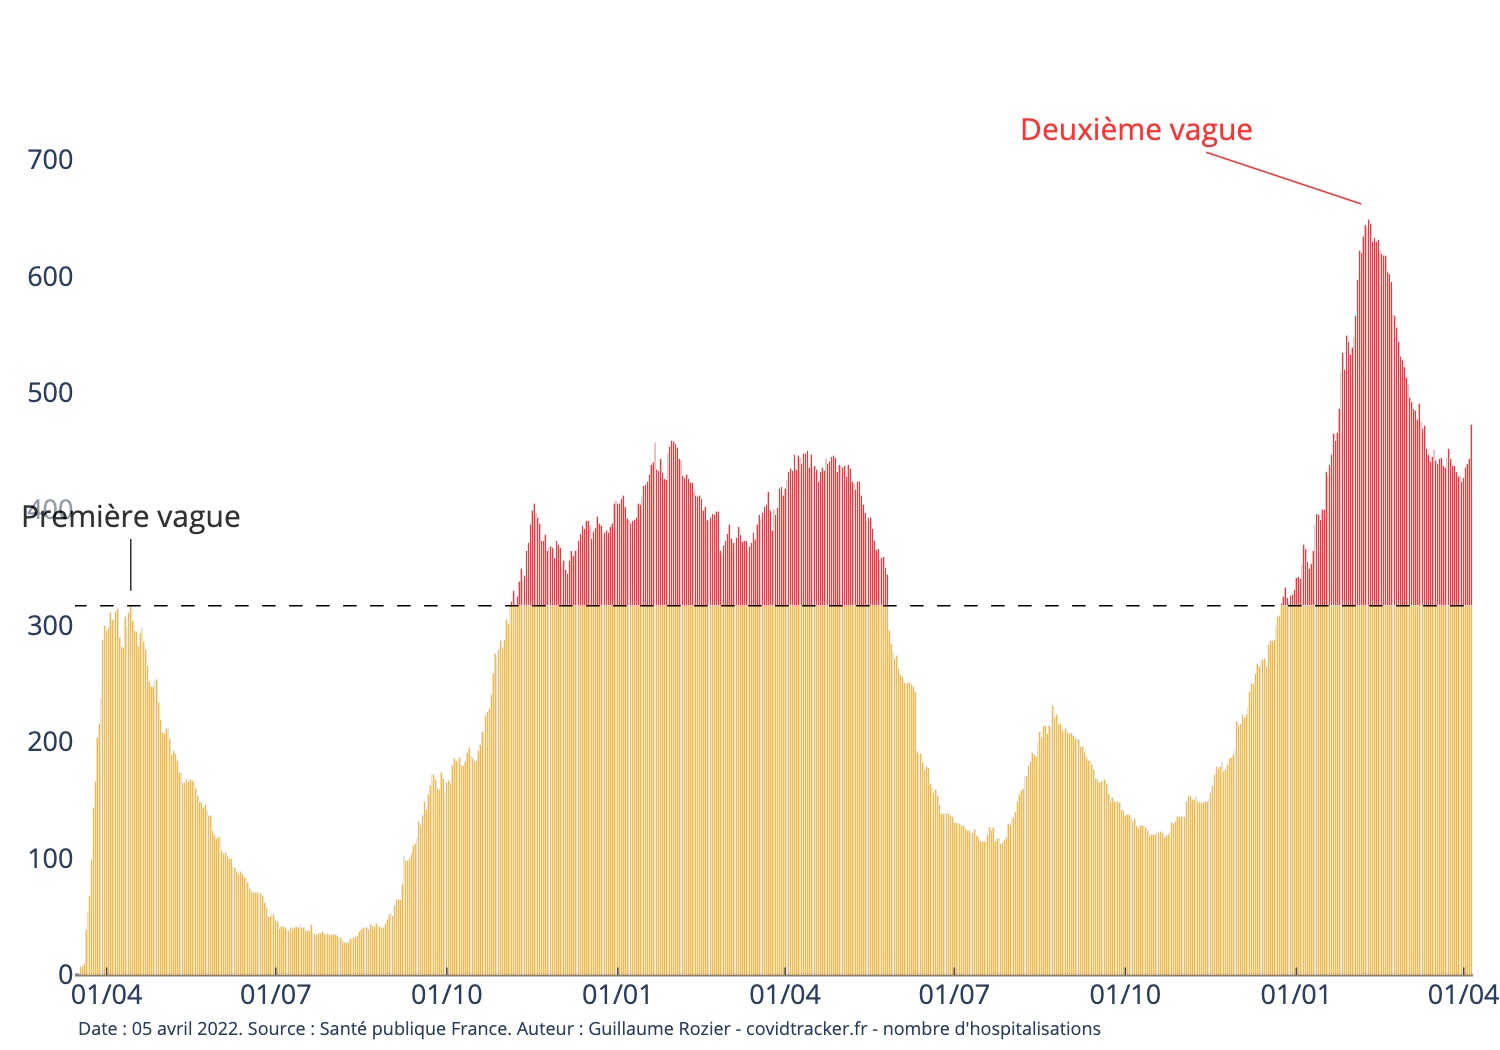 Deuxième vague
700
600
500
400
Première vague
300
200
100
0
01/04 01/07 01/10 01/01 01/04 01/07 01/10 01/01 01/04
Date : 05 avril 2022. Source : Santé publique France. Auteur : Guillaume Rozier - covidtracker.fr - nombre d'hospitalisations